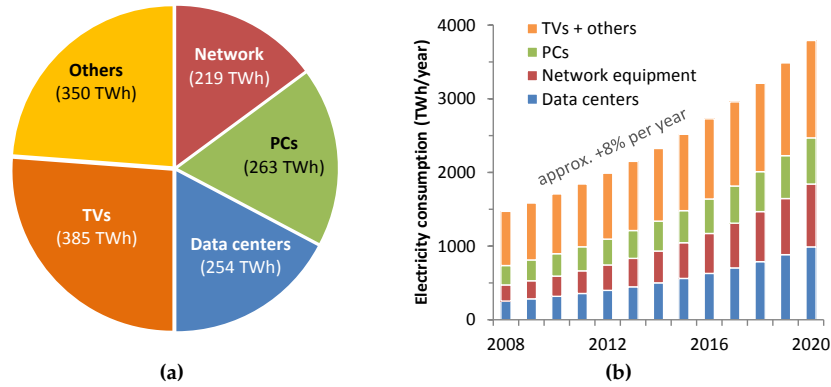 Others
(350 TWh)
Network
(219 TWh)
PCs
(263 TWh)
TVs
(385 TWh)
Data centers
(254 TWh)
(a)
Electricity consumption (TWh/year)
4000
3000
2000
1000
0
TVs + others
PCs
Network equipment
Data centers
approx. +8% per year
2008
2012
2016
2020
(b)